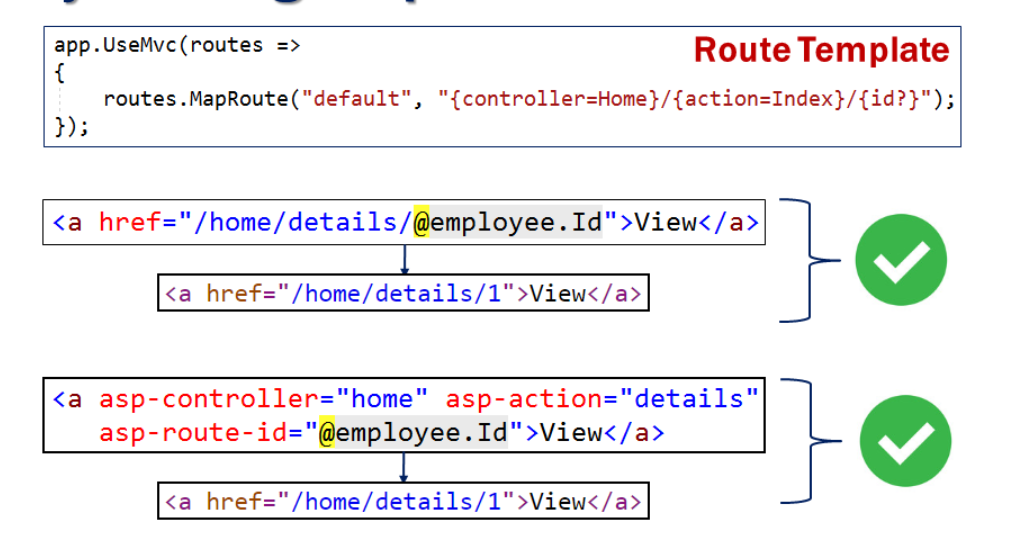 app.UseMvc(routes =>
Route Template
{
routes.MapRoute("default", "{controller=Home}/{action=Index}/{id?}");
});
<a href="/home/details/@employee.Id">View</a>
<a href="/home/details/1">View</a>
<a asp-controller="home" asp-action="details"
asp-route-id="@employee.Id">View</a>
<a href="/home/details/1">View</a>